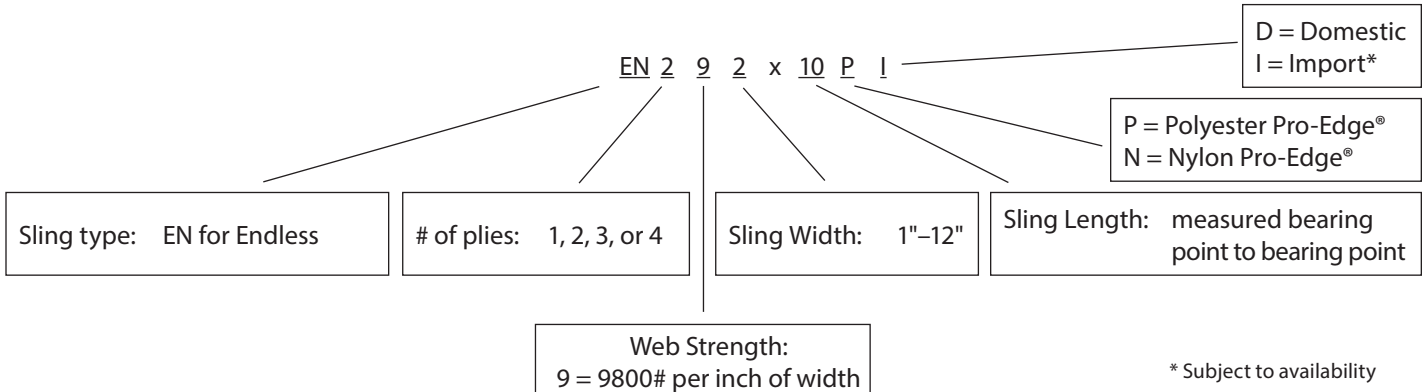 D = Domestic
I = Import*
EN 2 9 2 x 10 P I
P = Polyester Pro-Edge®
N = Nylon Pro-Edge®
Sling type: EN for Endless
# of plies: 1, 2, 3, or 4
Sling Width: 1"–12"
Sling Length: measured bearing
point to bearing point
Web Strength:
9 = 9800# per inch of width
* Subject to availability